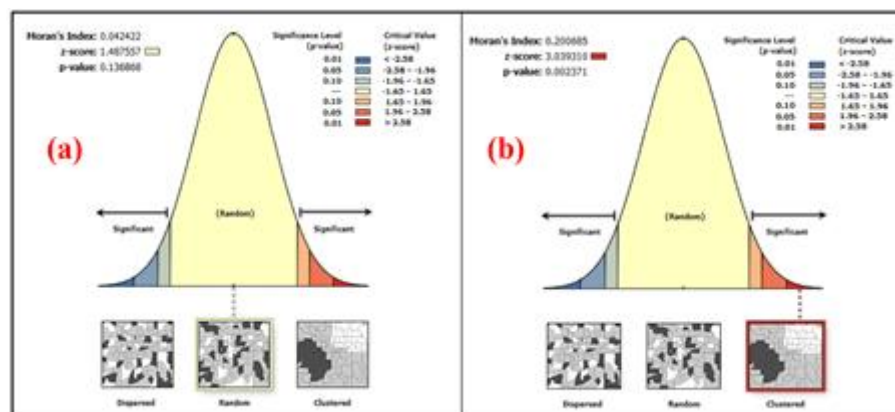 Moran's Index: 0.042422
z-score: 1.487557
p-value: 0.136868
Significance Level
(p-value)
Critical Value
(z-score)
0.01 < -2.58
0.05 -2.58 - -1.96
0.10 -1.96 - -1.65
--- -1.65 - 1.65
0.10 1.65 - 1.96
0.05 1.96 - 2.58
0.01 > 2.58
(a)
(Random)
Significant
Significant
Dispersed
Random
Clustered
Moran's Index: 0.200685
z-score: 3.039310
p-value: 0.002371
Significance Level
(p-value)
Critical Value
(z-score)
0.01 < -2.58
0.05 -2.58 - -1.96
0.10 -1.96 - -1.65
--- -1.65 - 1.65
0.10 1.65 - 1.96
0.05 1.96 - 2.58
0.01 > 2.58
(b)
(Random)
Significant
Significant
Dispersed
Random
Clustered